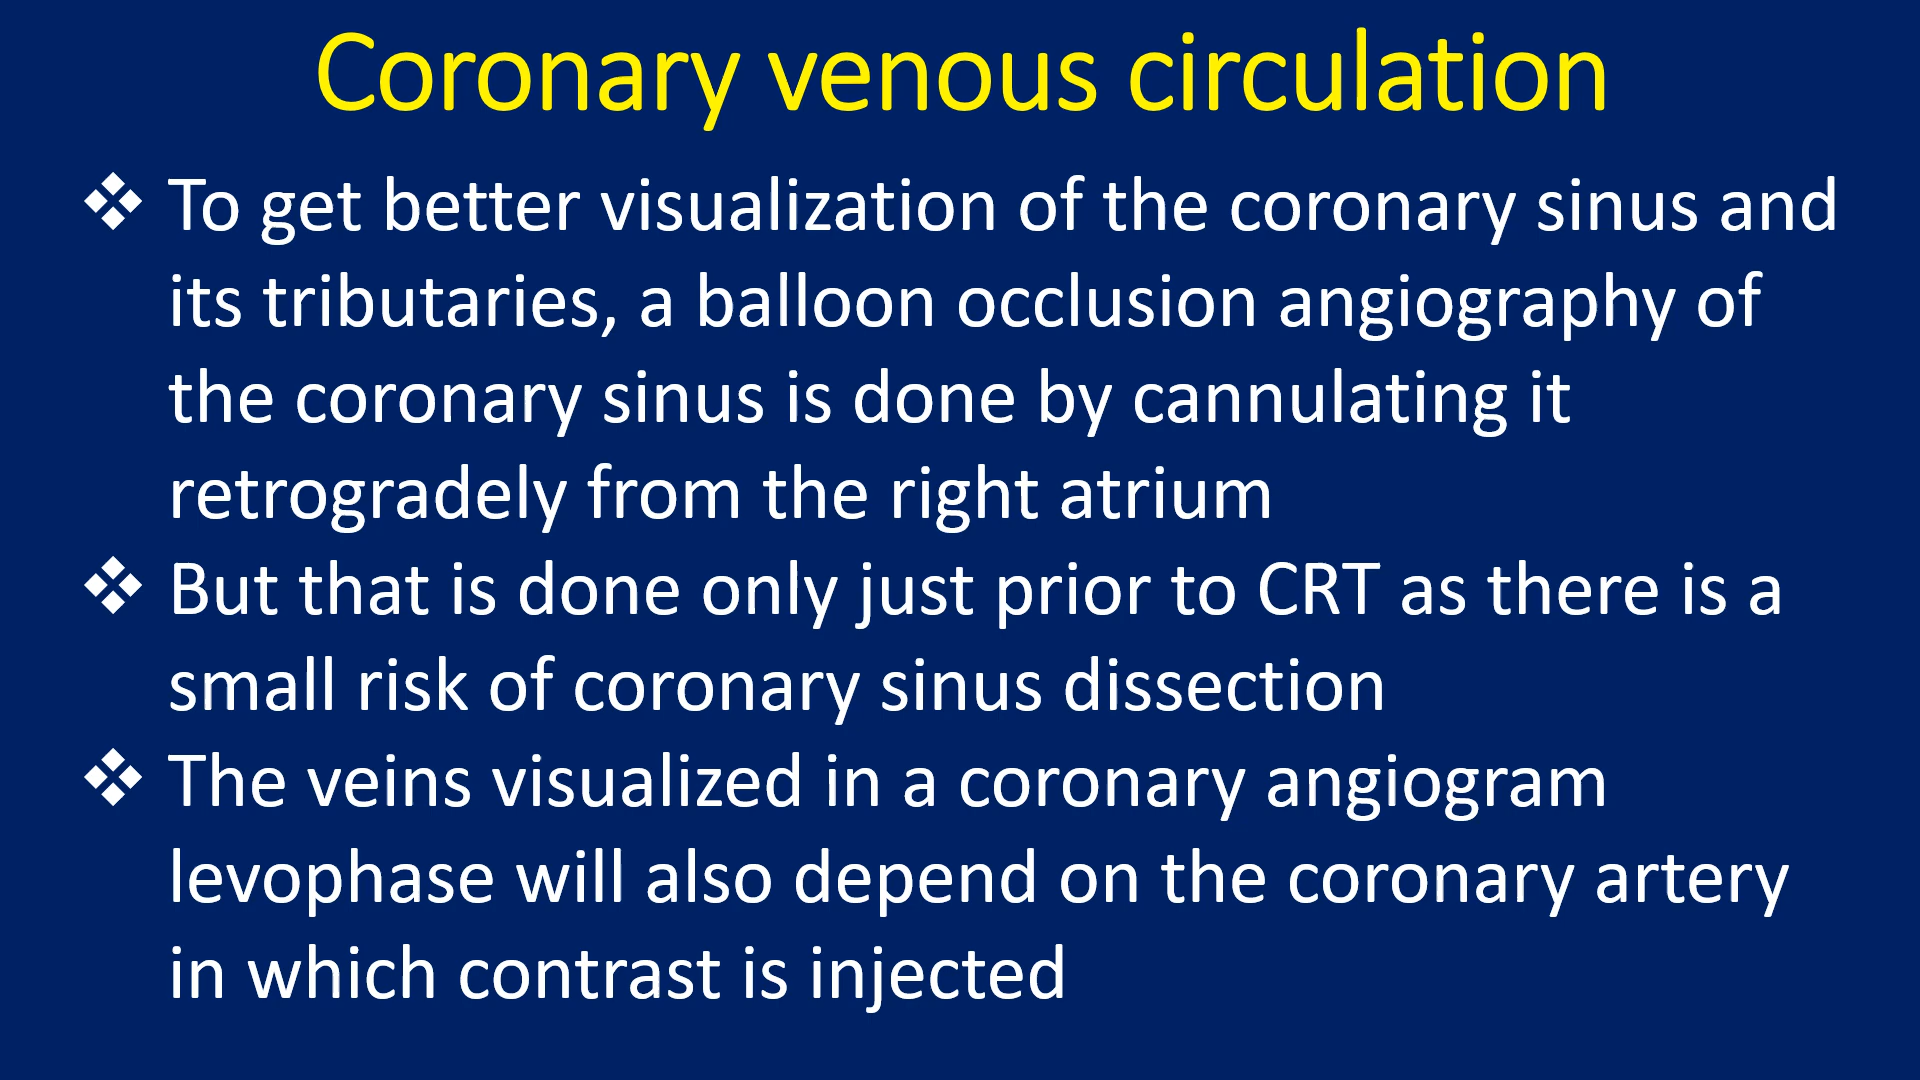 Coronary venous circulation
❖ To get better visualization of the coronary sinus and
its tributaries, a balloon occlusion angiography of
the coronary sinus is done by cannulating it
retrogradely from the right atrium
❖ But that is done only just prior to CRT as there is a
small risk of coronary sinus dissection
❖ The veins visualized in a coronary angiogram
levophase will also depend on the coronary artery
in which contrast is injected